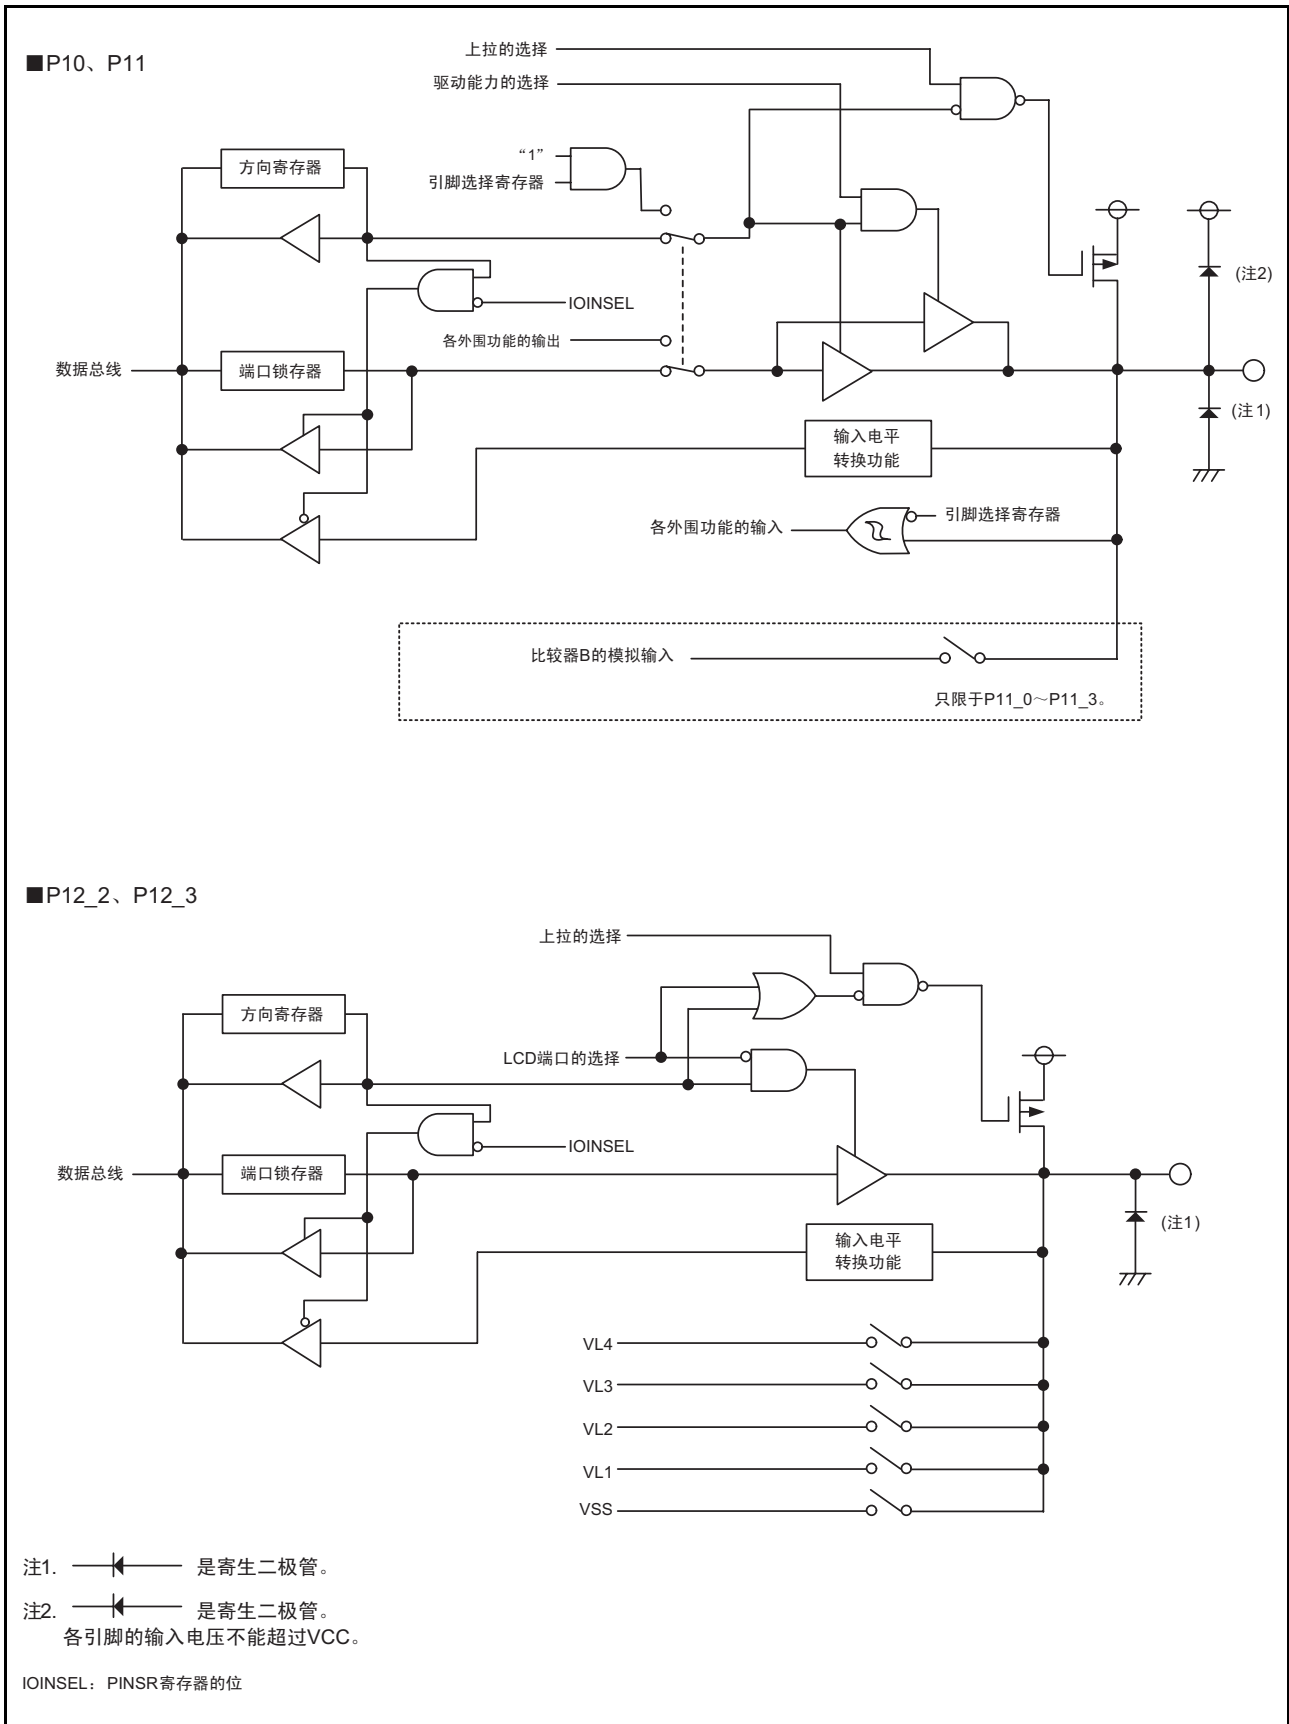 ■P10、P11
上拉的选择
驱动能力的选择
“1”
引脚选择寄存器
方向寄存器
IOINSEL
(注2)
各外围功能的输出
数据总线
端口锁存器
(注1)
输入电平
转换功能
各外围功能的输入
引脚选择寄存器
比较器B的模拟输入
只限于P11_0～P11_3。
■P12_2、P12_3
上拉的选择
方向寄存器
LCD端口的选择
IOINSEL
数据总线
端口锁存器
(注1)
输入电平
转换功能
VL4
VL3
VL2
VL1
VSS
注1. 是寄生二极管。
注2. 是寄生二极管。
各引脚的输入电压不能超过VCC。
IOINSEL：PINSR寄存器的位